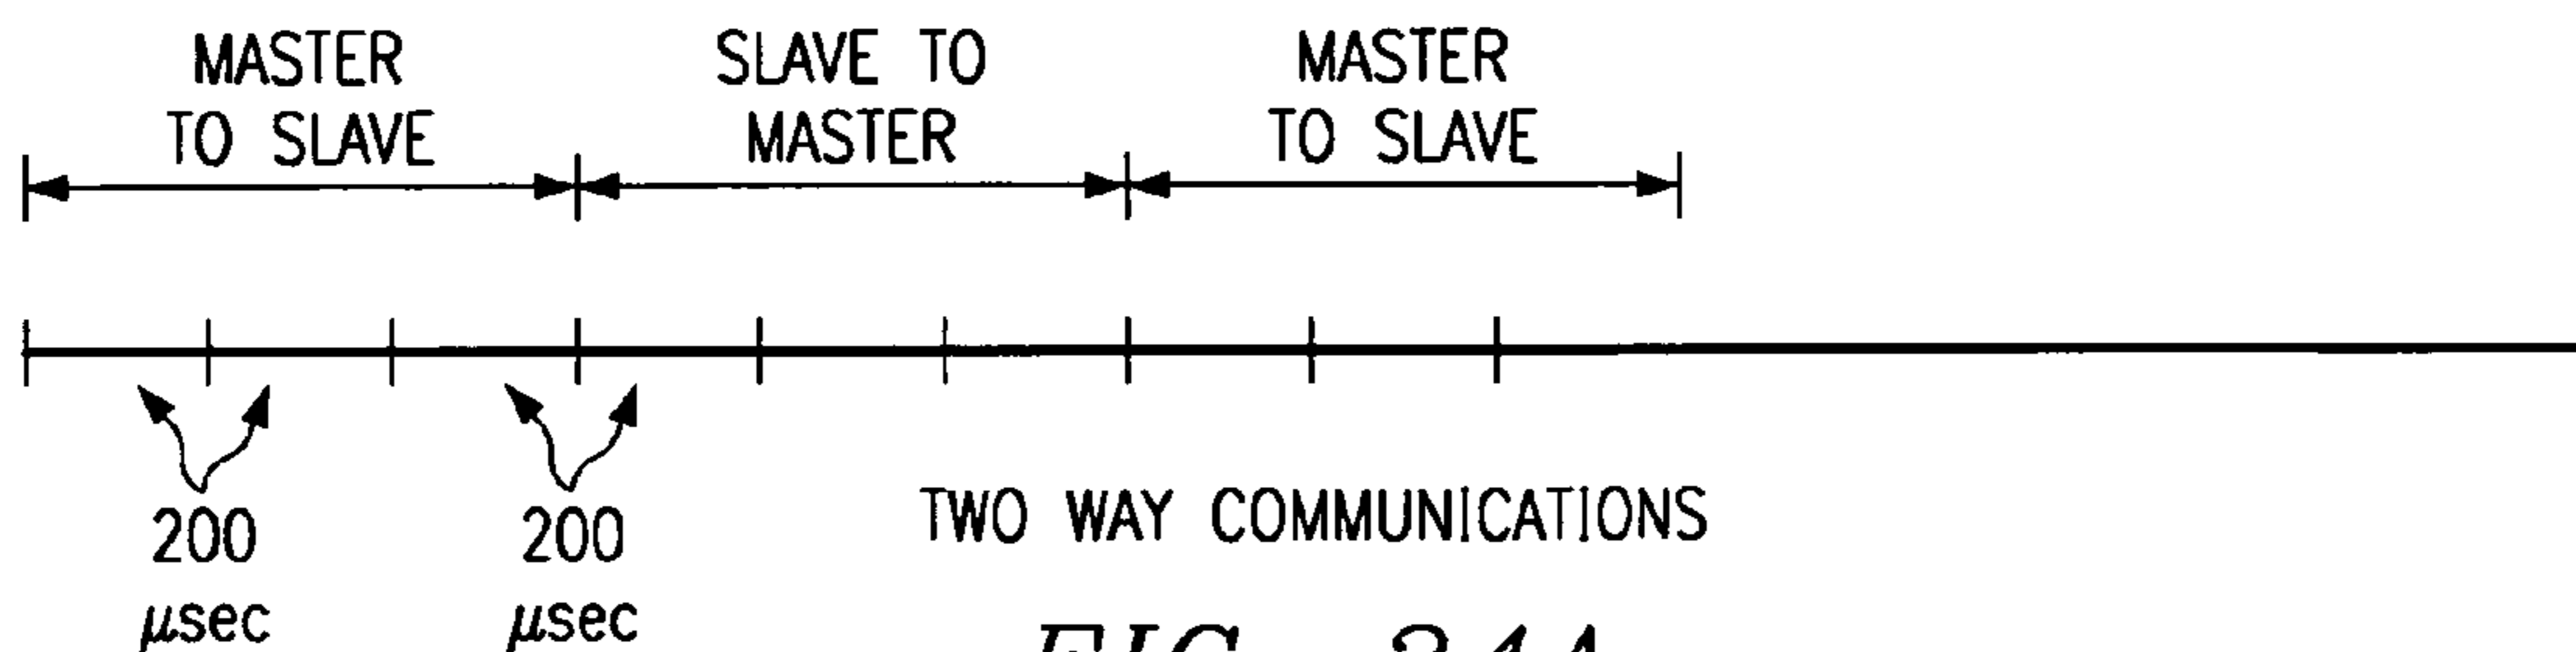 MASTER
TO SLAVE
SLAVE TO
MASTER
MASTER
TO SLAVE
200
μsec
200
μsec
TWO WAY COMMUNICATIONS